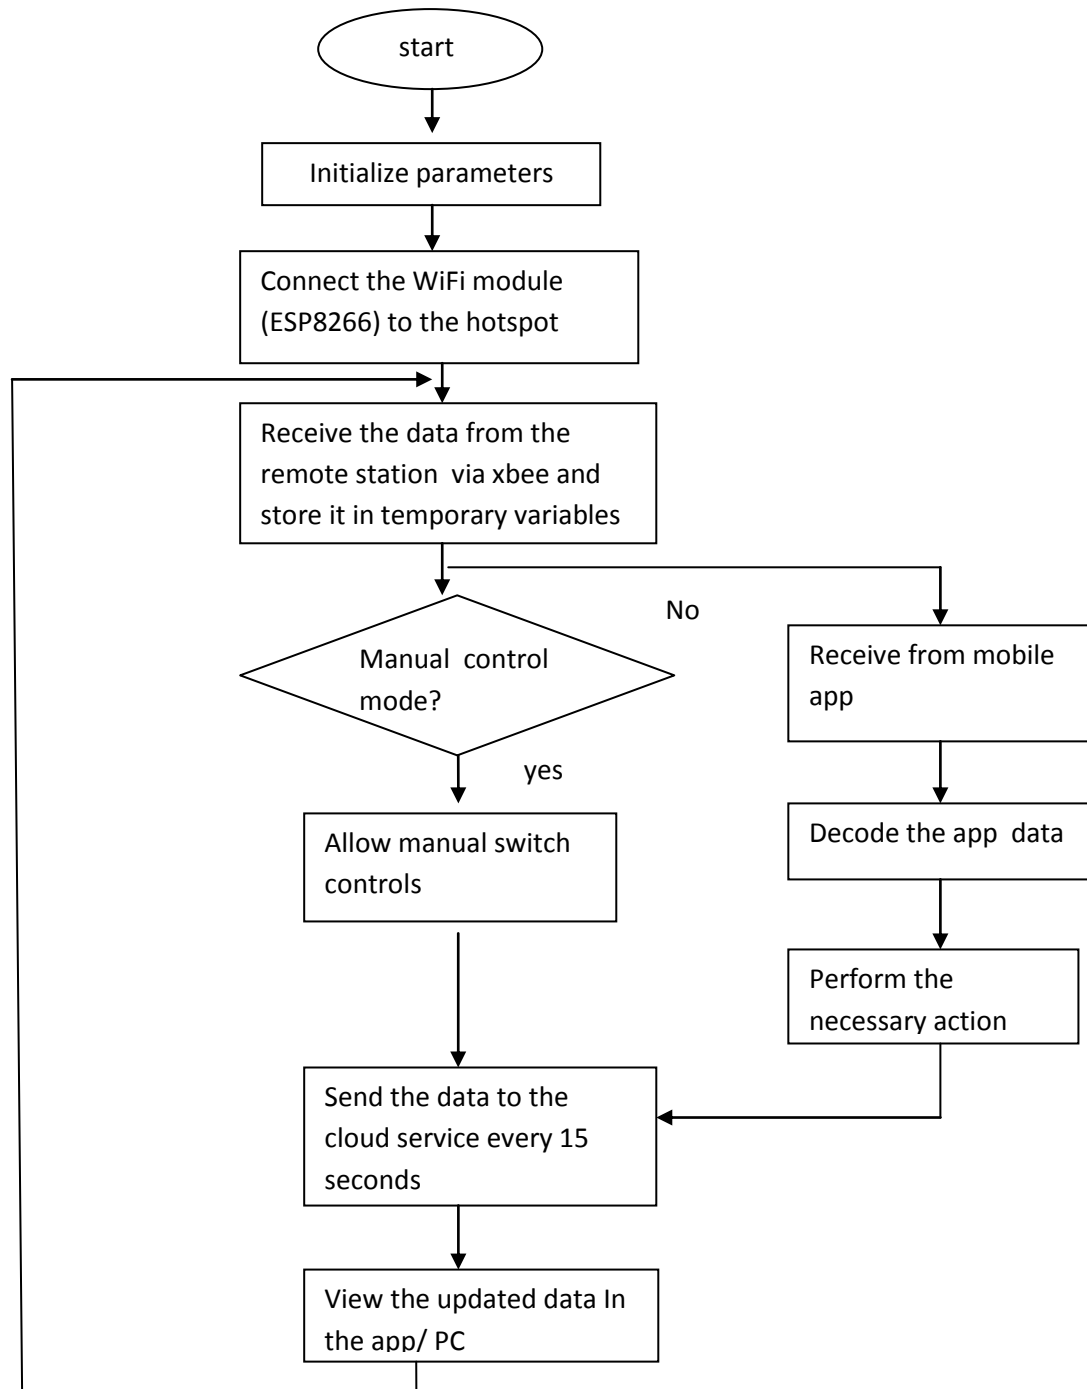 start
Initialize parameters
Connect the WiFi module
(ESP8266) to the hotspot
Receive the data from the
remote station  via xbee and
store it in temporary variables
No
Manual  control
mode?
yes
Receive from mobile
app
Allow manual switch
controls
Decode the app  data
Perform the
necessary action
Send the data to the
cloud service every 15
seconds
View the updated data In
the app/ PC